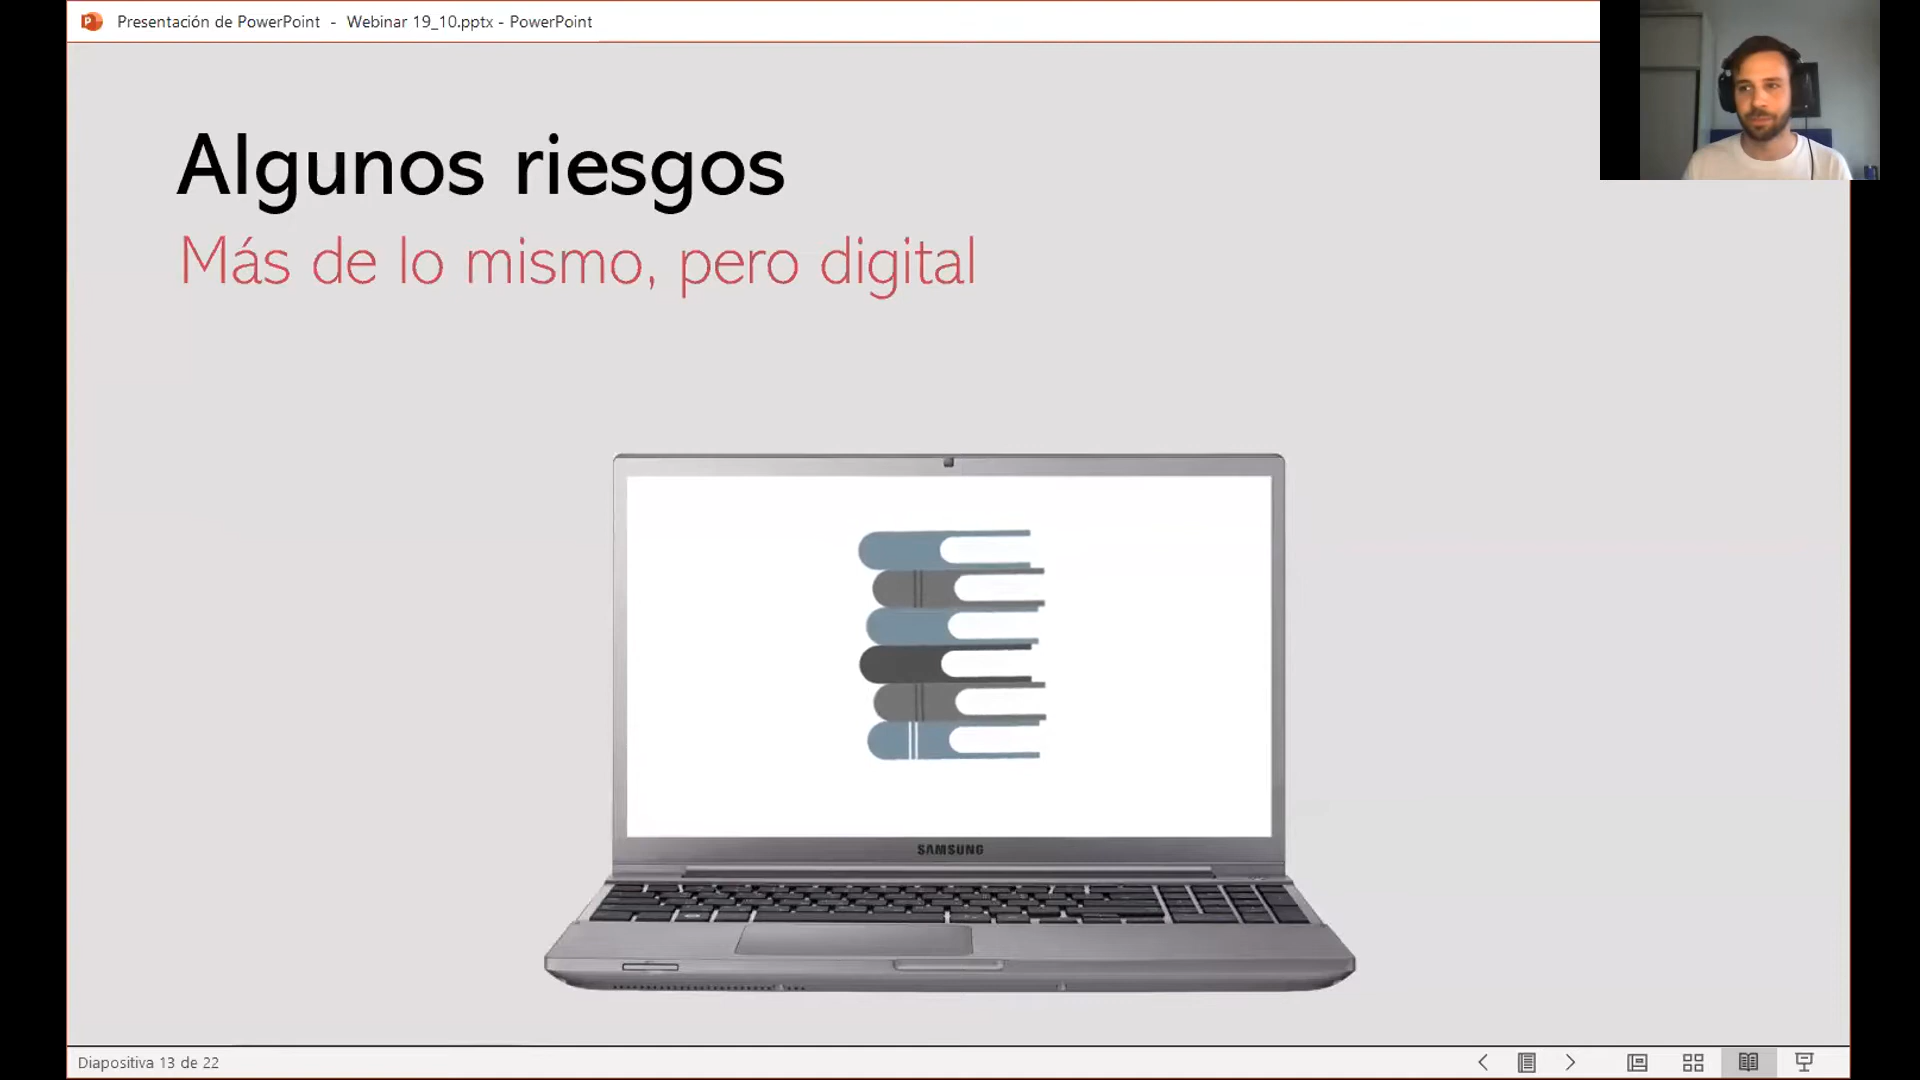 Presentación de PowerPoint - Webinar 19_10.pptx - PowerPoint
Algunos riesgos
Más de lo mismo, pero digital
SAMSUNG
Diapositiva 13 de 22